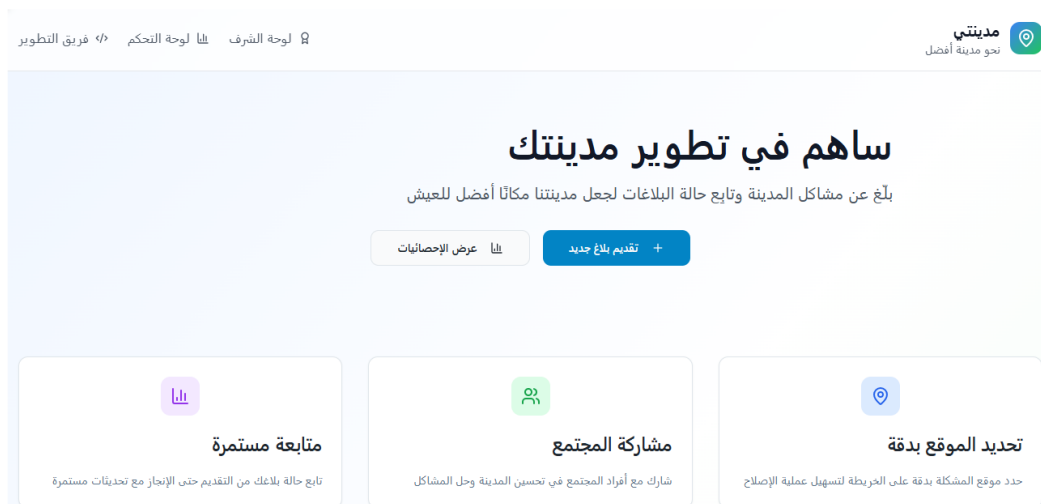 مدينتي
نحو مدينة أفضل
لوحة الشرف
لوحة التحكم
فريق التطوير
ساهم في تطوير مدينتك
بلّغ عن مشاكل المدينة وتابع حالة البلاغات لجعل مدينتنا مكانًا أفضل للعيش
تقديم بلاغ جديد
عرض الإحصائيات
تحديد الموقع بدقة
حدد موقع المشكلة بدقة على الخريطة لتسهيل عملية الإصلاح
مشاركة المجتمع
شارك مع أفراد المجتمع في تحسين المدينة وحل المشاكل
متابعة مستمرة
تابع حالة بلاغك من التقديم حتى الإنجاز مع تحديثات مستمرة